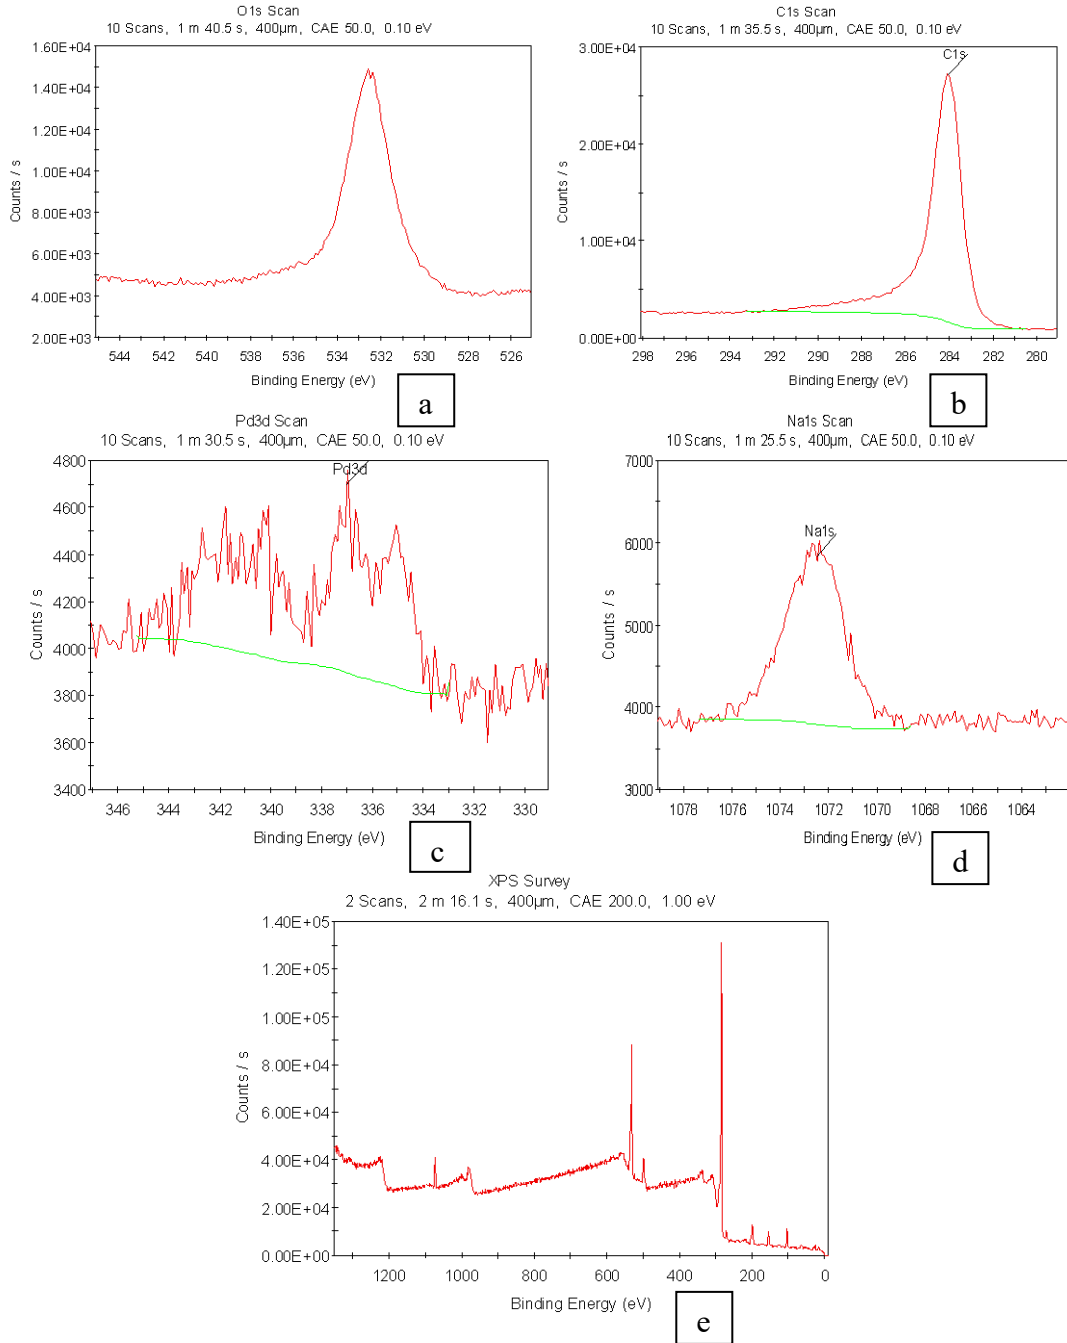 O1s Scan
10 Scans, 1 m 40.5 s, 400µm, CAE 50.0, 0.10 eV
1.60E+04
1.40E+04
1.20E+04
1.00E+04
8.00E+03
6.00E+03
4.00E+03
2.00E+03
Counts / s
544 542 540 538 536 534 532 530 528 526
Binding Energy (eV)
a
C1s Scan
10 Scans, 1 m 35.5 s, 400µm, CAE 50.0, 0.10 eV
C1s
3.00E+04
2.00E+04
1.00E+04
0.00E+00
Counts / s
298 296 294 292 290 288 286 284 282 280
Binding Energy (eV)
b
Pd3d Scan
10 Scans, 1 m 30.5 s, 400µm, CAE 50.0, 0.10 eV
Pd3d
4800
4600
4400
4200
4000
3800
3600
3400
Counts / s
346 344 342 340 338 336 334 332 330
Binding Energy (eV)
c
Na1s Scan
10 Scans, 1 m 25.5 s, 400µm, CAE 50.0, 0.10 eV
Na1s
7000
6000
5000
4000
3000
Counts / s
1078 1076 1074 1072 1070 1068 1066 1064
Binding Energy (eV)
d
XPS Survey
2 Scans, 2 m 16.1 s, 400µm, CAE 200.0, 1.00 eV
1.40E+05
1.20E+05
1.00E+05
8.00E+04
6.00E+04
4.00E+04
2.00E+04
0.00E+00
Counts / s
1200 1000 800 600 400 200 0
Binding Energy (eV)
e